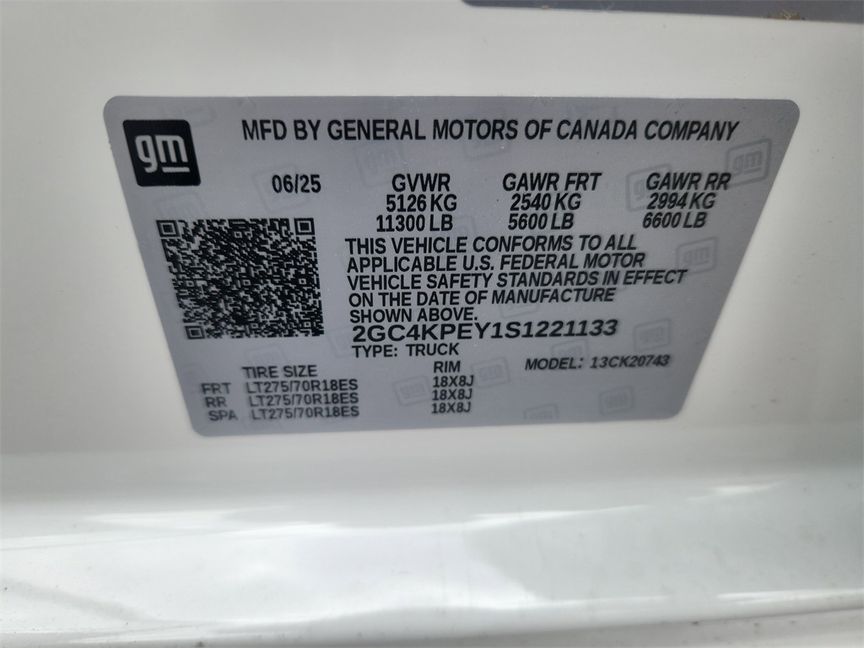 gm
MFD BY GENERAL MOTORS OF CANADA COMPANY
06/25 GVWR GAWR FRT GAWR RR
5126 KG 2540 KG 2994 KG
11300 LB 5600 LB 6600 LB
THIS VEHICLE CONFORMS TO ALL
APPLICABLE U.S. FEDERAL MOTOR
VEHICLE SAFETY STANDARDS IN EFFECT
ON THE DATE OF MANUFACTURE
SHOWN ABOVE.
2GC4KPEY1S1221133
TYPE: TRUCK MODEL: 13CK20743
TIRE SIZE RIM
FRT LT275/70R18ES 18X8J
RR LT275/70R18ES 18X8J
SPA LT275/70R18ES 18X8J